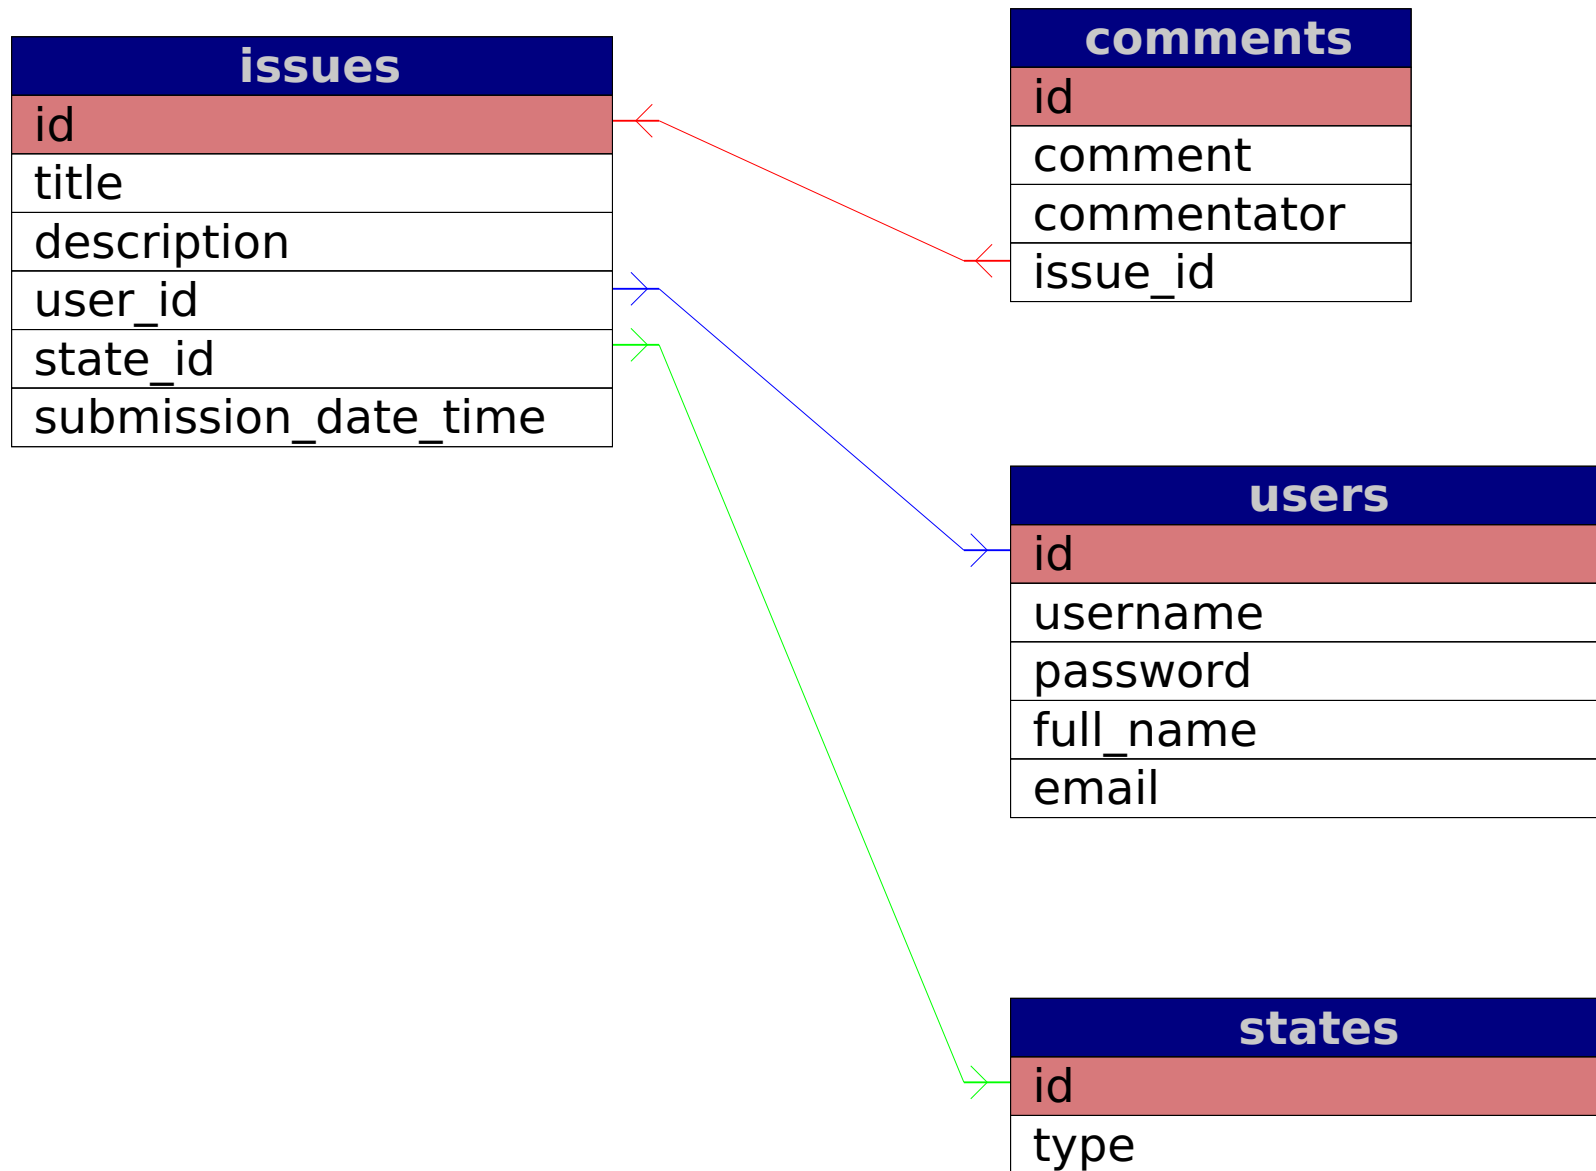 issues
id
title
description
user_id
state_id
submission_date_time
comments
id
comment
commentator
issue_id
users
id
username
password
full_name
email
states
id
type